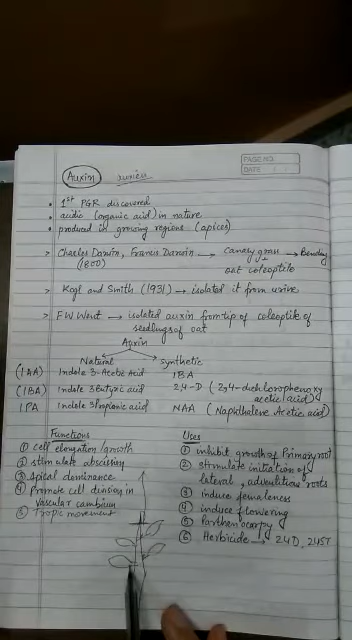 Auxin auxein
PAGE NO.
DATE
• 1st PGR discovered
• acidic (organic acid) in nature
• produced in growing regions (apices)
> Charles Darwin, Francis Darwin → Canary grass → Bending
(1800) oat coleoptile
> Kogl and Smith (1931) → isolated it from urine
> F W Went → isolated auxin from tip of coleoptile of
seedlings of oat
Auxin
Natural Synthetic
(IAA) Indole 3-Acetic Acid IBA
(IBA) Indole 3 Butyric acid 2,4-D (2,4-dichlorophenoxy
acetic acid)
IPA Indole 3 Propionic acid NAA (Naphthalene Acetic acid)
Functions
① cell elongation/growth
② stimulate abscission
③ Apical dominance
④ Promote cell division in
vascular cambium
⑤ Tropic movement
Uses
① inhibit growth of Primary root
② stimulate initiation of
lateral, adventitious roots
③ induce femaleness
④ induce flowering
⑤ Parthenocarpy
⑥ Herbicide → 2,4D, 245T